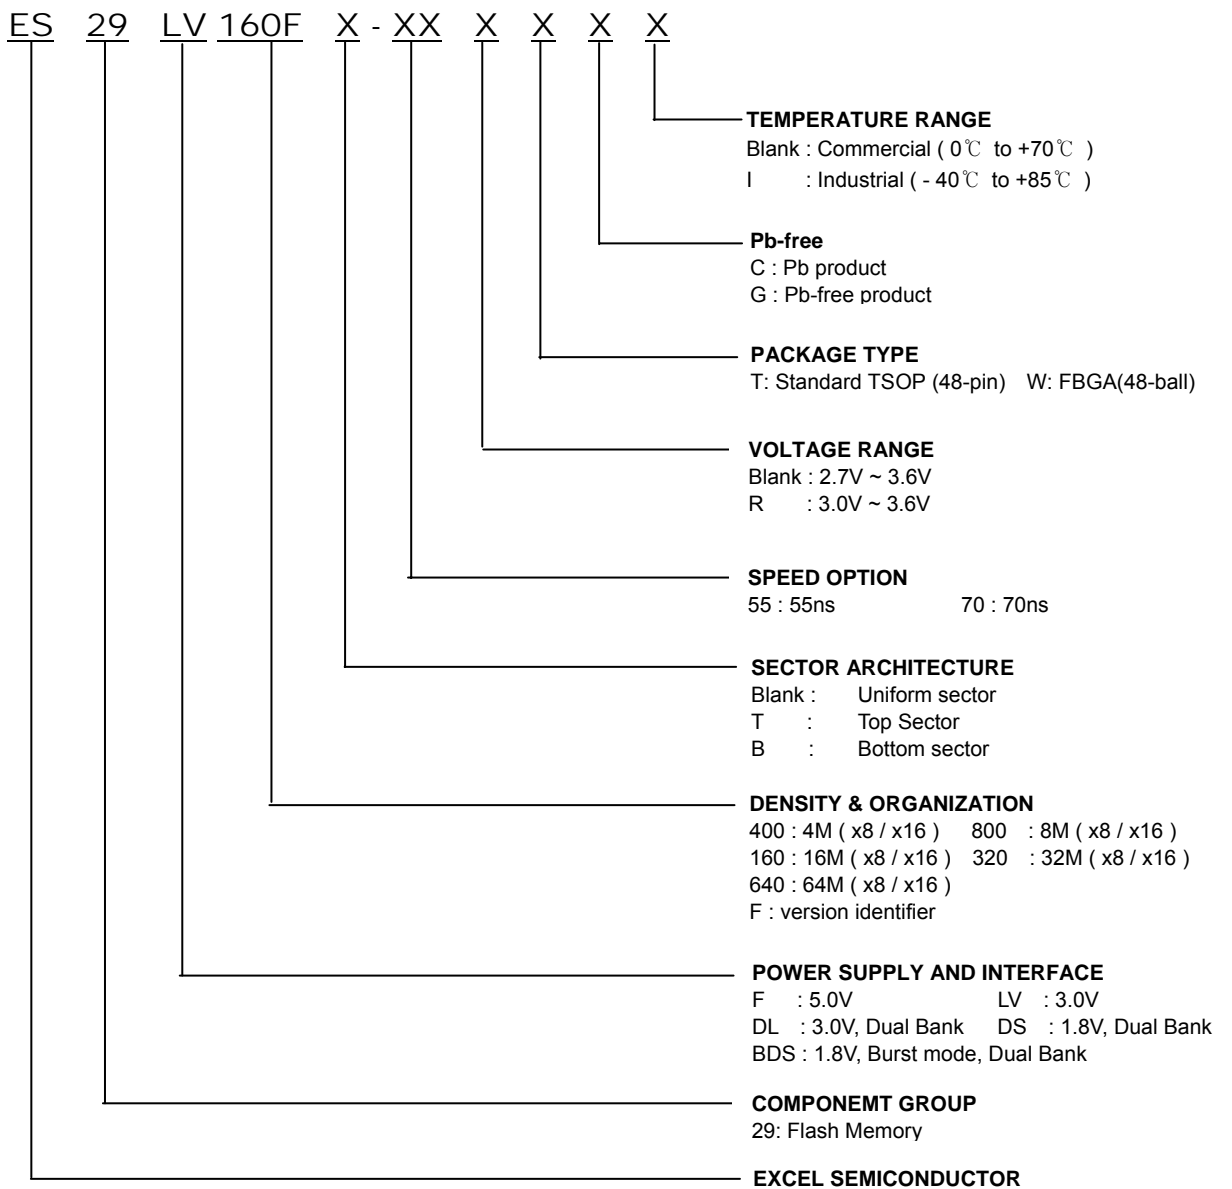 ES 29 LV 160F X - XX X X X X
TEMPERATURE RANGE
Blank : Commercial ( 0℃ to +70℃ )
I : Industrial ( - 40℃ to +85℃ )
Pb-free
C : Pb product
G : Pb-free product
PACKAGE TYPE
T: Standard TSOP (48-pin) W: FBGA(48-ball)
VOLTAGE RANGE
Blank : 2.7V ~ 3.6V
R : 3.0V ~ 3.6V
SPEED OPTION
55 : 55ns 70 : 70ns
SECTOR ARCHITECTURE
Blank : Uniform sector
T : Top Sector
B : Bottom sector
DENSITY & ORGANIZATION
400 : 4M ( x8 / x16 ) 800 : 8M ( x8 / x16 )
160 : 16M ( x8 / x16 ) 320 : 32M ( x8 / x16 )
640 : 64M ( x8 / x16 )
F : version identifier
POWER SUPPLY AND INTERFACE
F : 5.0V LV : 3.0V
DL : 3.0V, Dual Bank DS : 1.8V, Dual Bank
BDS : 1.8V, Burst mode, Dual Bank
COMPONEMT GROUP
29: Flash Memory
EXCEL SEMICONDUCTOR